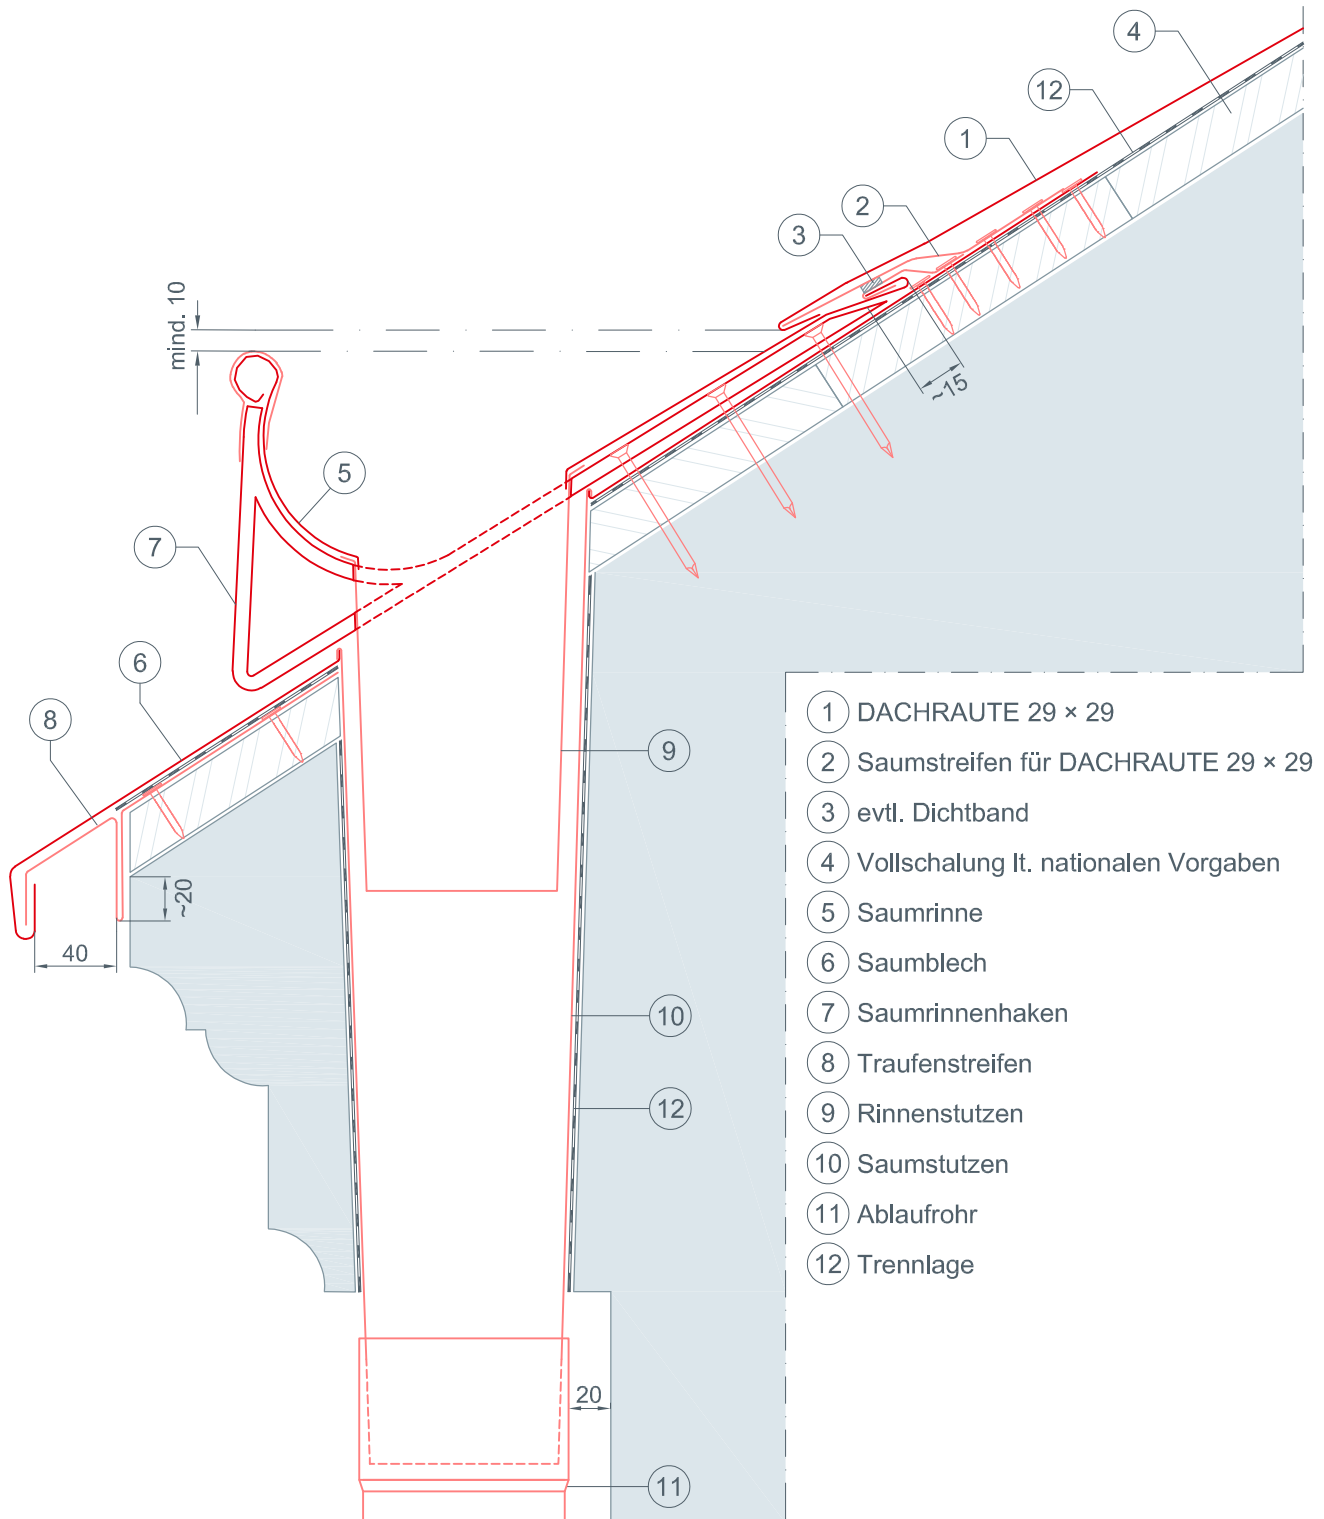 4
12
1
2
3
mind. 10
~15
5
7
6
8
9
~20
40
10
12
20
11
1 DACHRAUTE 29 × 29
2 Saumstreifen für DACHRAUTE 29 × 29
3 evtl. Dichtband
4 Vollschalung lt. nationalen Vorgaben
5 Saumrinne
6 Saumblech
7 Saumrinnenhaken
8 Traufenstreifen
9 Rinnenstutzen
10 Saumstutzen
11 Ablaufrohr
12 Trennlage